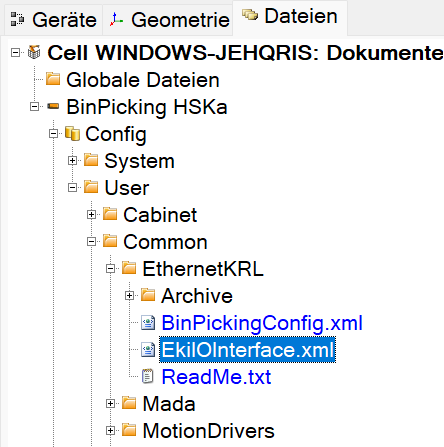 Geräte Geometrie Dateien
Cell WINDOWS-JEHQRIS: Dokumente
Globale Dateien
BinPicking HSKa
Config
System
User
Cabinet
Common
EthernetKRL
Archive
BinPickingConfig.xml
EkiIOInterface.xml
ReadMe.txt
Mada
MotionDrivers